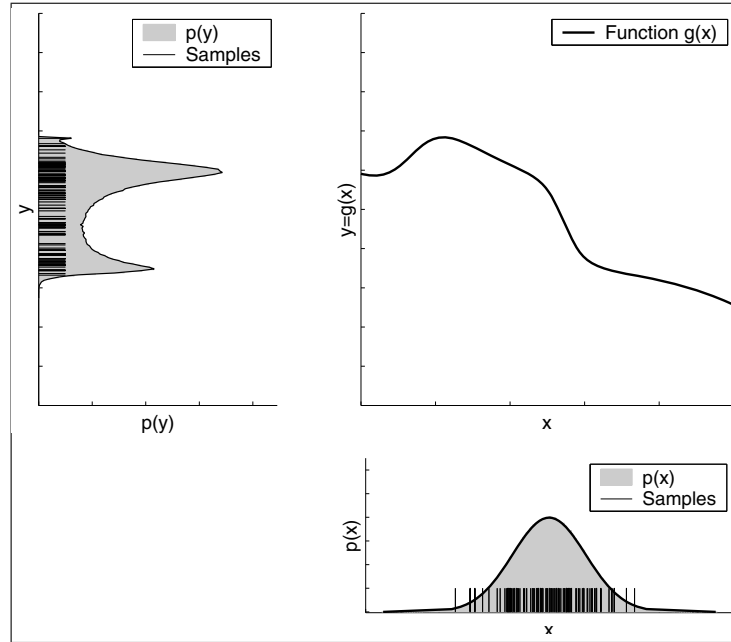 p(y)
Samples
y
p(y)
Function g(x)
y=g(x)
x
p(x)
Samples
p(x)
x